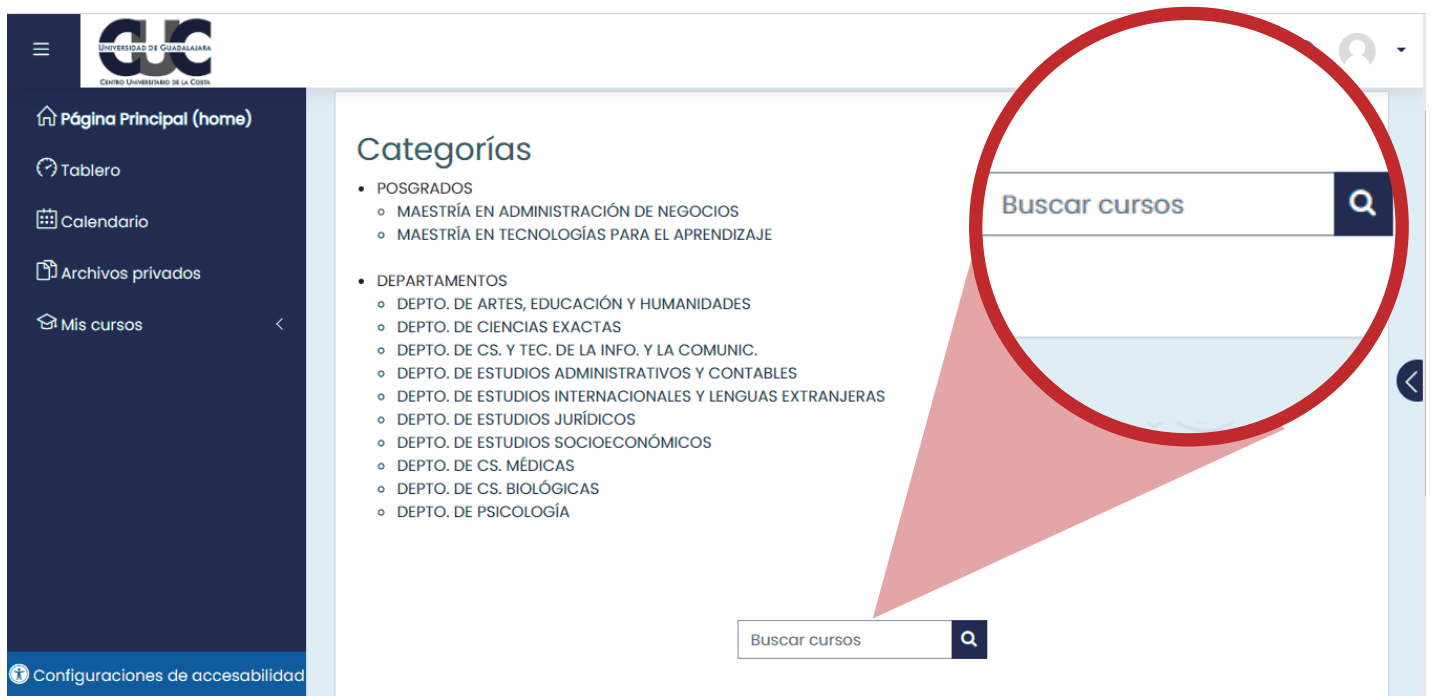 UNIVERSIDAD DE GUADALAJARA
CUC
CENTRO UNIVERSITARIO DE LA COSTA
Página Principal (home)
Tablero
Calendario
Archivos privados
Mis cursos
Configuraciones de accesabilidad
Categorías
POSGRADOS
MAESTRÍA EN ADMINISTRACIÓN DE NEGOCIOS
MAESTRÍA EN TECNOLOGÍAS PARA EL APRENDIZAJE
DEPARTAMENTOS
DEPTO. DE ARTES, EDUCACIÓN Y HUMANIDADES
DEPTO. DE CIENCIAS EXACTAS
DEPTO. DE CS. Y TEC. DE LA INFO. Y LA COMUNIC.
DEPTO. DE ESTUDIOS ADMINISTRATIVOS Y CONTABLES
DEPTO. DE ESTUDIOS INTERNACIONALES Y LENGUAS EXTRANJERAS
DEPTO. DE ESTUDIOS JURÍDICOS
DEPTO. DE ESTUDIOS SOCIOECONÓMICOS
DEPTO. DE CS. MÉDICAS
DEPTO. DE CS. BIOLÓGICAS
DEPTO. DE PSICOLOGÍA
Buscar cursos
Buscar cursos